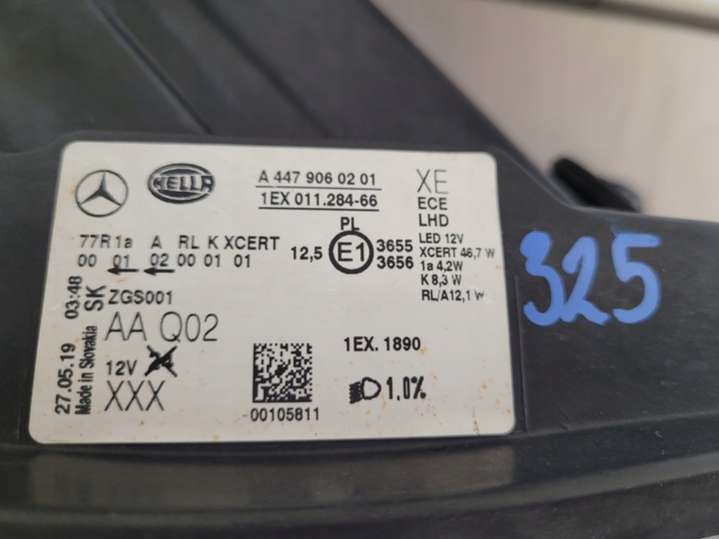 HELLA
A 447 906 02 01
1EX 011.284-66
XE
ECE
LHD
LED 12V
XCERT 46,7 W
1a 4,2W
K 8,3 W
RL/A12,1 W
PL
12,5 E1 3655
3656
77R 1a A RL K XCERT
00 01 02 00 01 01
ZGS001
AA Q02
12V
XXX
27.05.19 03:48
Made in Slovakia SK
00105811
1EX. 1890
1,0%
325